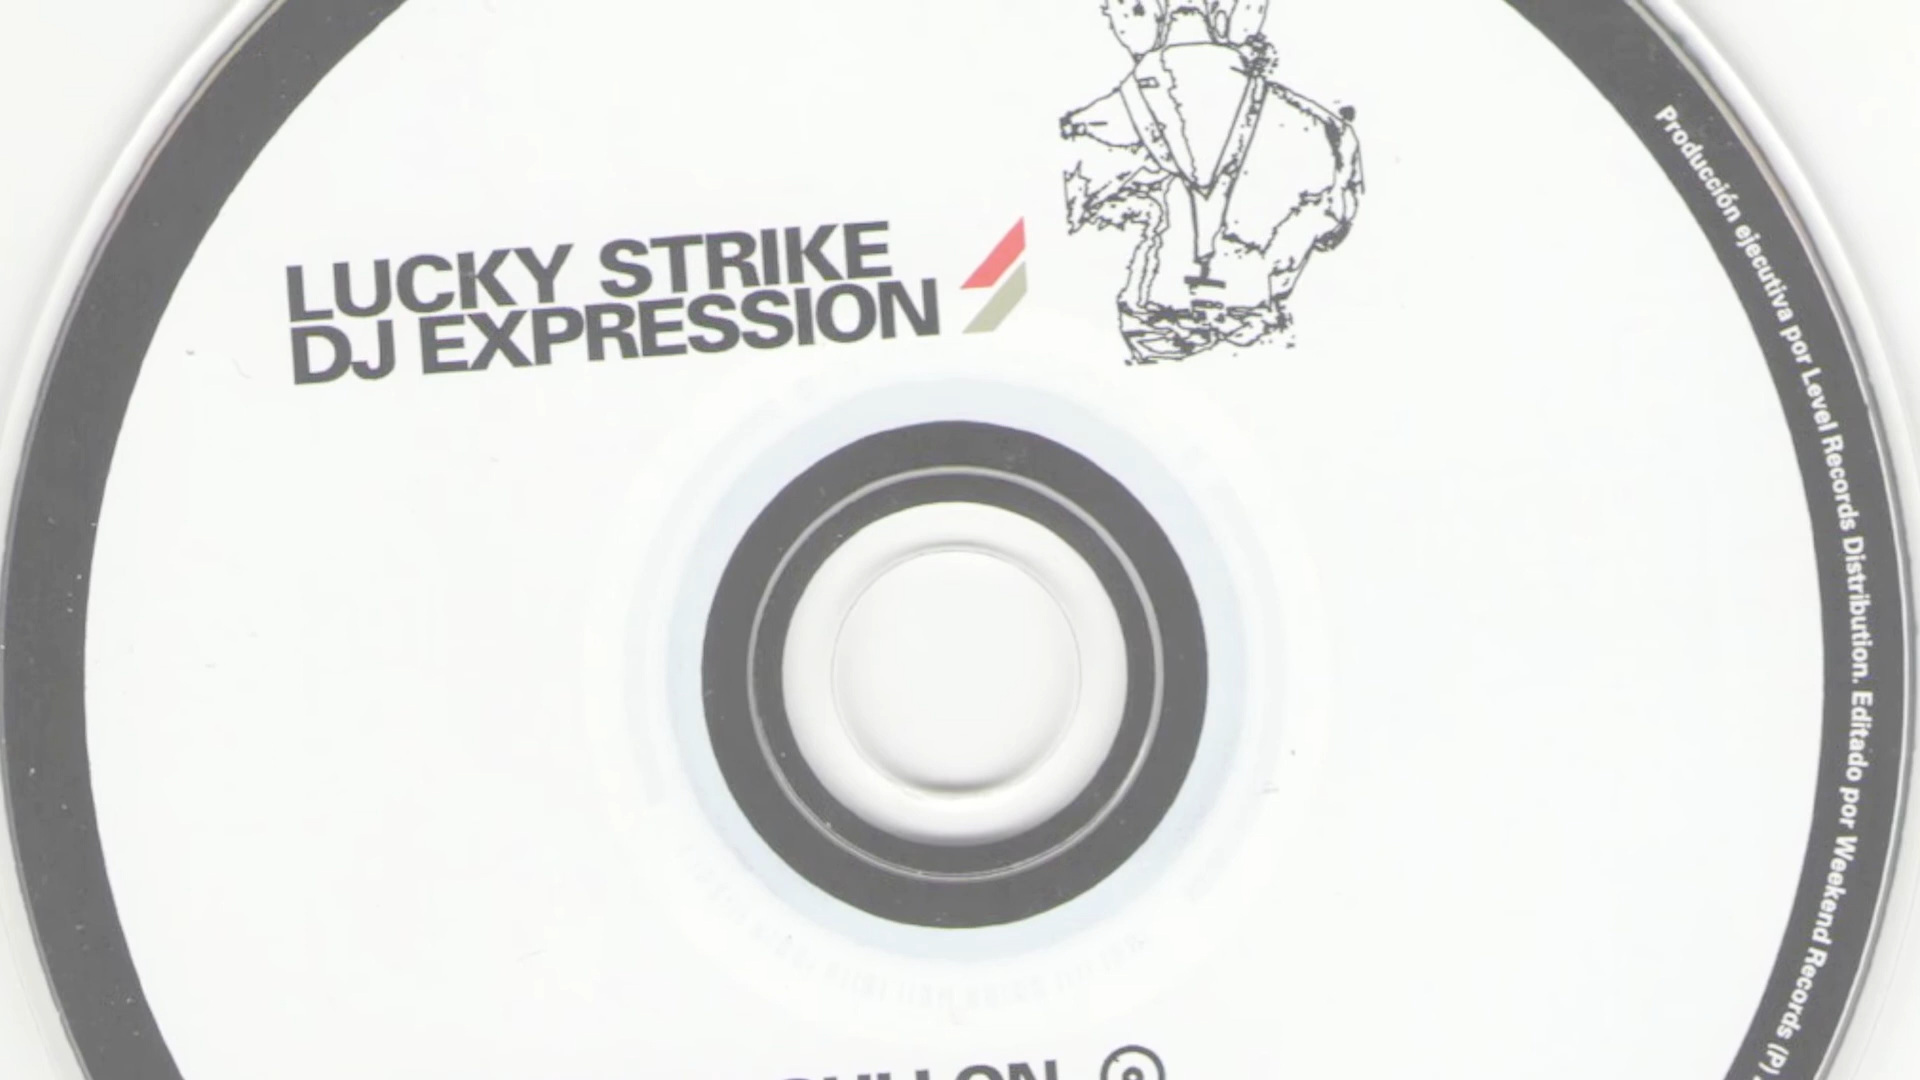 LUCKY STRIKE
DJ EXPRESSION
Producción ejecutiva por Level Records Distribution. Editado por Weekend Records (P)